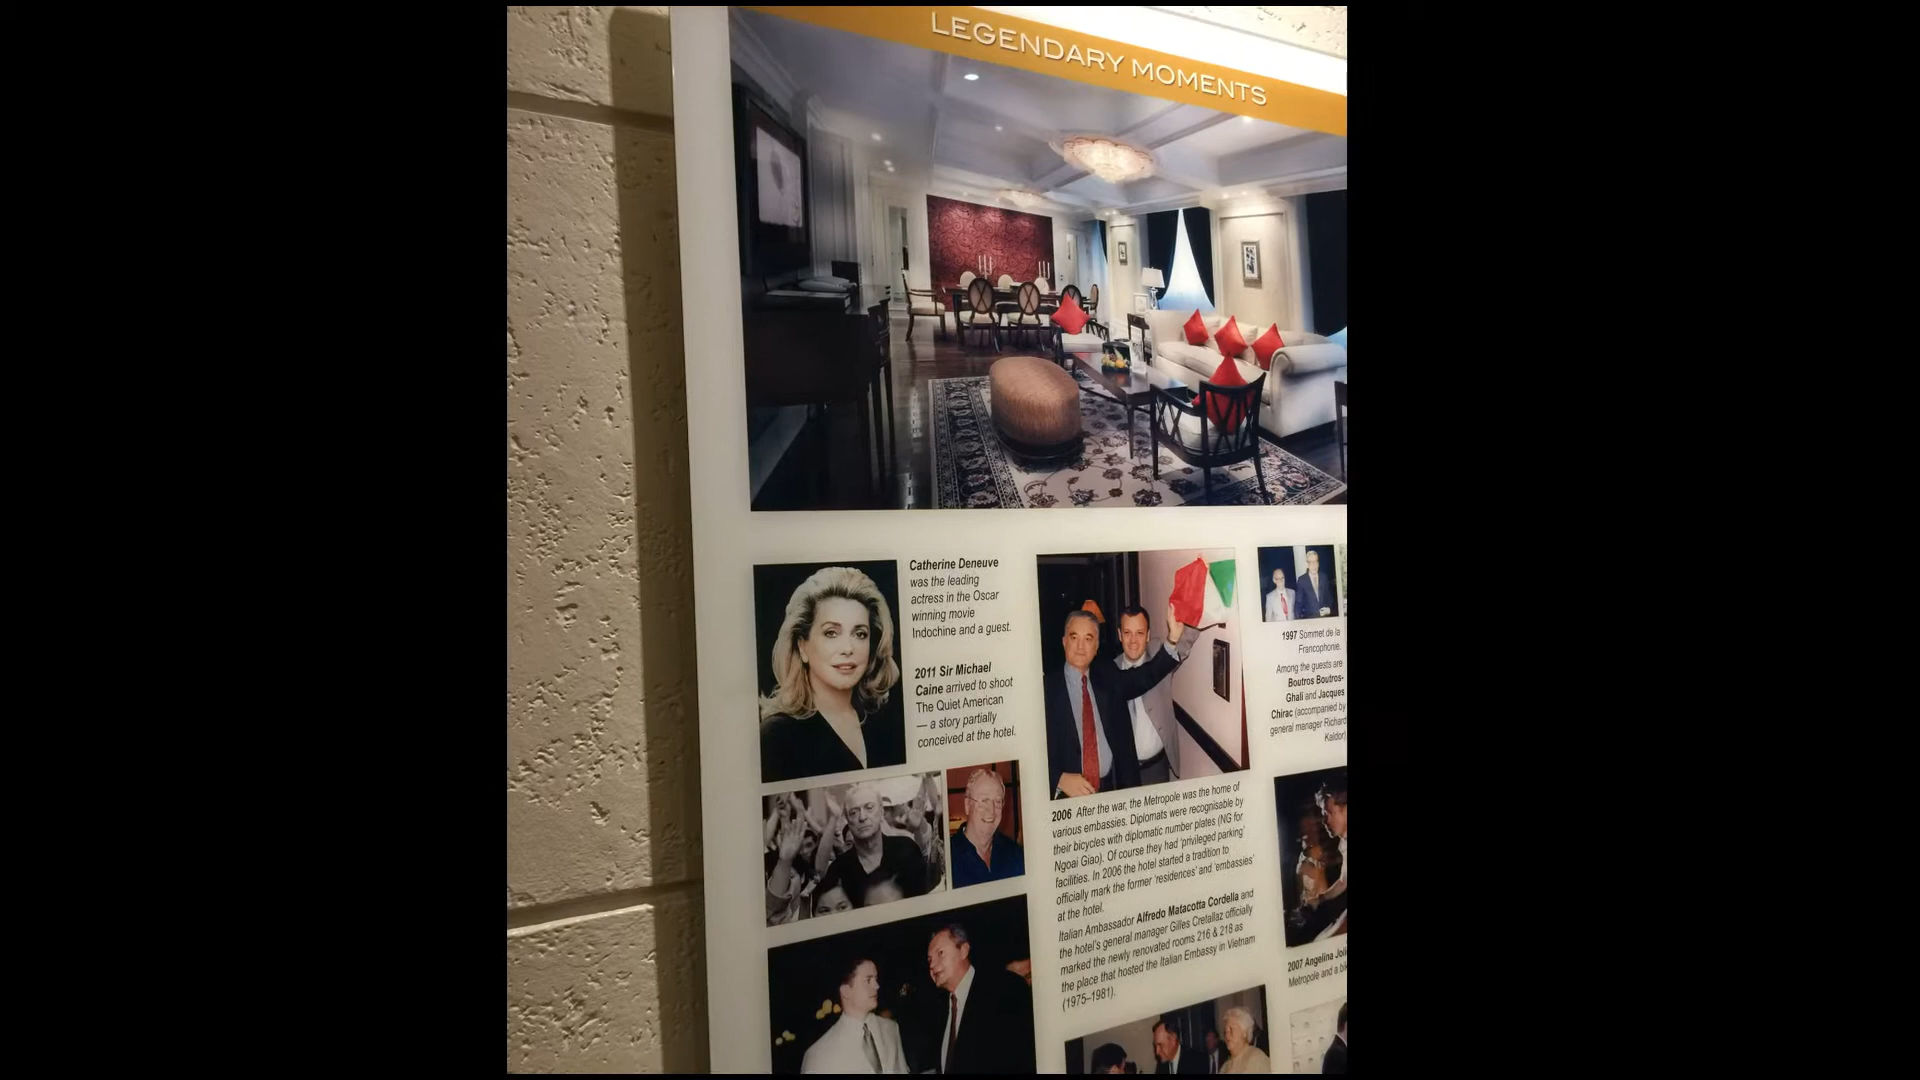 LEGENDARY MOMENTS
Catherine Deneuve
was the leading
actress in the Oscar
winning movie
Indochine and a guest.
2011 Sir Michael
Caine arrived to shoot
The Quiet American
— a story partially
conceived at the hotel.
2006 After the war, the Metropole was the home of
various embassies. Diplomats were recognisable by
their bicycles with diplomatic number plates (NG for
Ngoai Giao). Of course they had 'privileged parking'
facilities. In 2006 the hotel started a tradition to
officially mark the former 'residences' and 'embassies'
at the hotel.
Italian Ambassador Alfredo Matacotta Cordella and
the hotel's general manager Gilles Cretallaz officially
marked the newly renovated rooms 216 & 218 as
the place that hosted the Italian Embassy in Vietnam
(1975–1981).
1997 Sommet de la
Francophonie.
Among the guests are
Boutros Boutros-
Ghali and Jacques
Chirac (accompanied by
general manager Richard
Kaldor)
2007 Angelina
Metropole and a